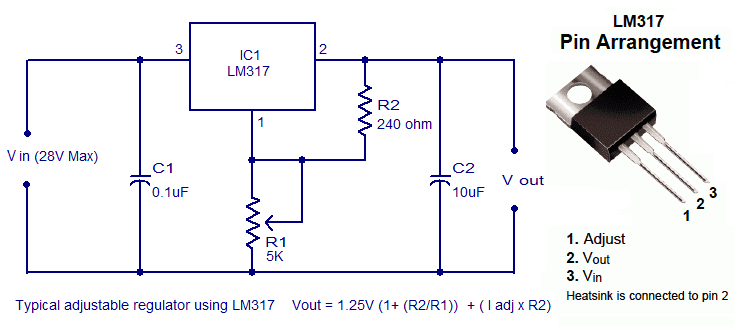 LM317
Pin Arrangement
3
IC1
LM317
2
1
R2
240 ohm
V in (28V Max)
C1
0.1uF
R1
5K
C2
10uF
V out
3
2
1
1. Adjust
2. Vout
3. Vin
Heatsink is connected to pin 2
Typical adjustable regulator using LM317 Vout = 1.25V (1+ (R2/R1)) + ( I adj x R2)